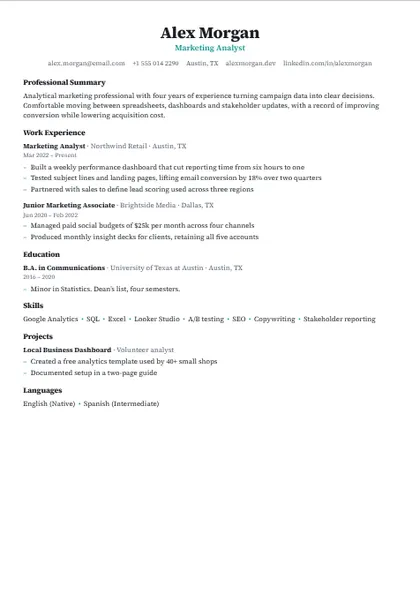 Alex Morgan
Marketing Analyst
alex.morgan@email.com +1 555 014 2290 Austin, TX alexmorgan.dev linkedin.com/in/alexmorgan
Professional Summary
Analytical marketing professional with four years of experience turning campaign data into clear decisions.
Comfortable moving between spreadsheets, dashboards and stakeholder updates, with a record of improving
conversion while lowering acquisition cost.
Work Experience
Marketing Analyst · Northwind Retail · Austin, TX
Mar 2022 – Present
– Built a weekly performance dashboard that cut reporting time from six hours to one
– Tested subject lines and landing pages, lifting email conversion by 18% over two quarters
– Partnered with sales to define lead scoring used across three regions
Junior Marketing Associate · Brightside Media · Dallas, TX
Jun 2020 – Feb 2022
– Managed paid social budgets of $25k per month across four channels
– Produced monthly insight decks for clients, retaining all five accounts
Education
B.A. in Communications · University of Texas at Austin · Austin, TX
2016 – 2020
– Minor in Statistics. Dean's list, four semesters.
Skills
Google Analytics • SQL • Excel • Looker Studio • A/B testing • SEO • Copywriting • Stakeholder reporting
Projects
Local Business Dashboard · Volunteer analyst
– Created a free analytics template used by 40+ small shops
– Documented setup in a two-page guide
Languages
English (Native) • Spanish (Intermediate)